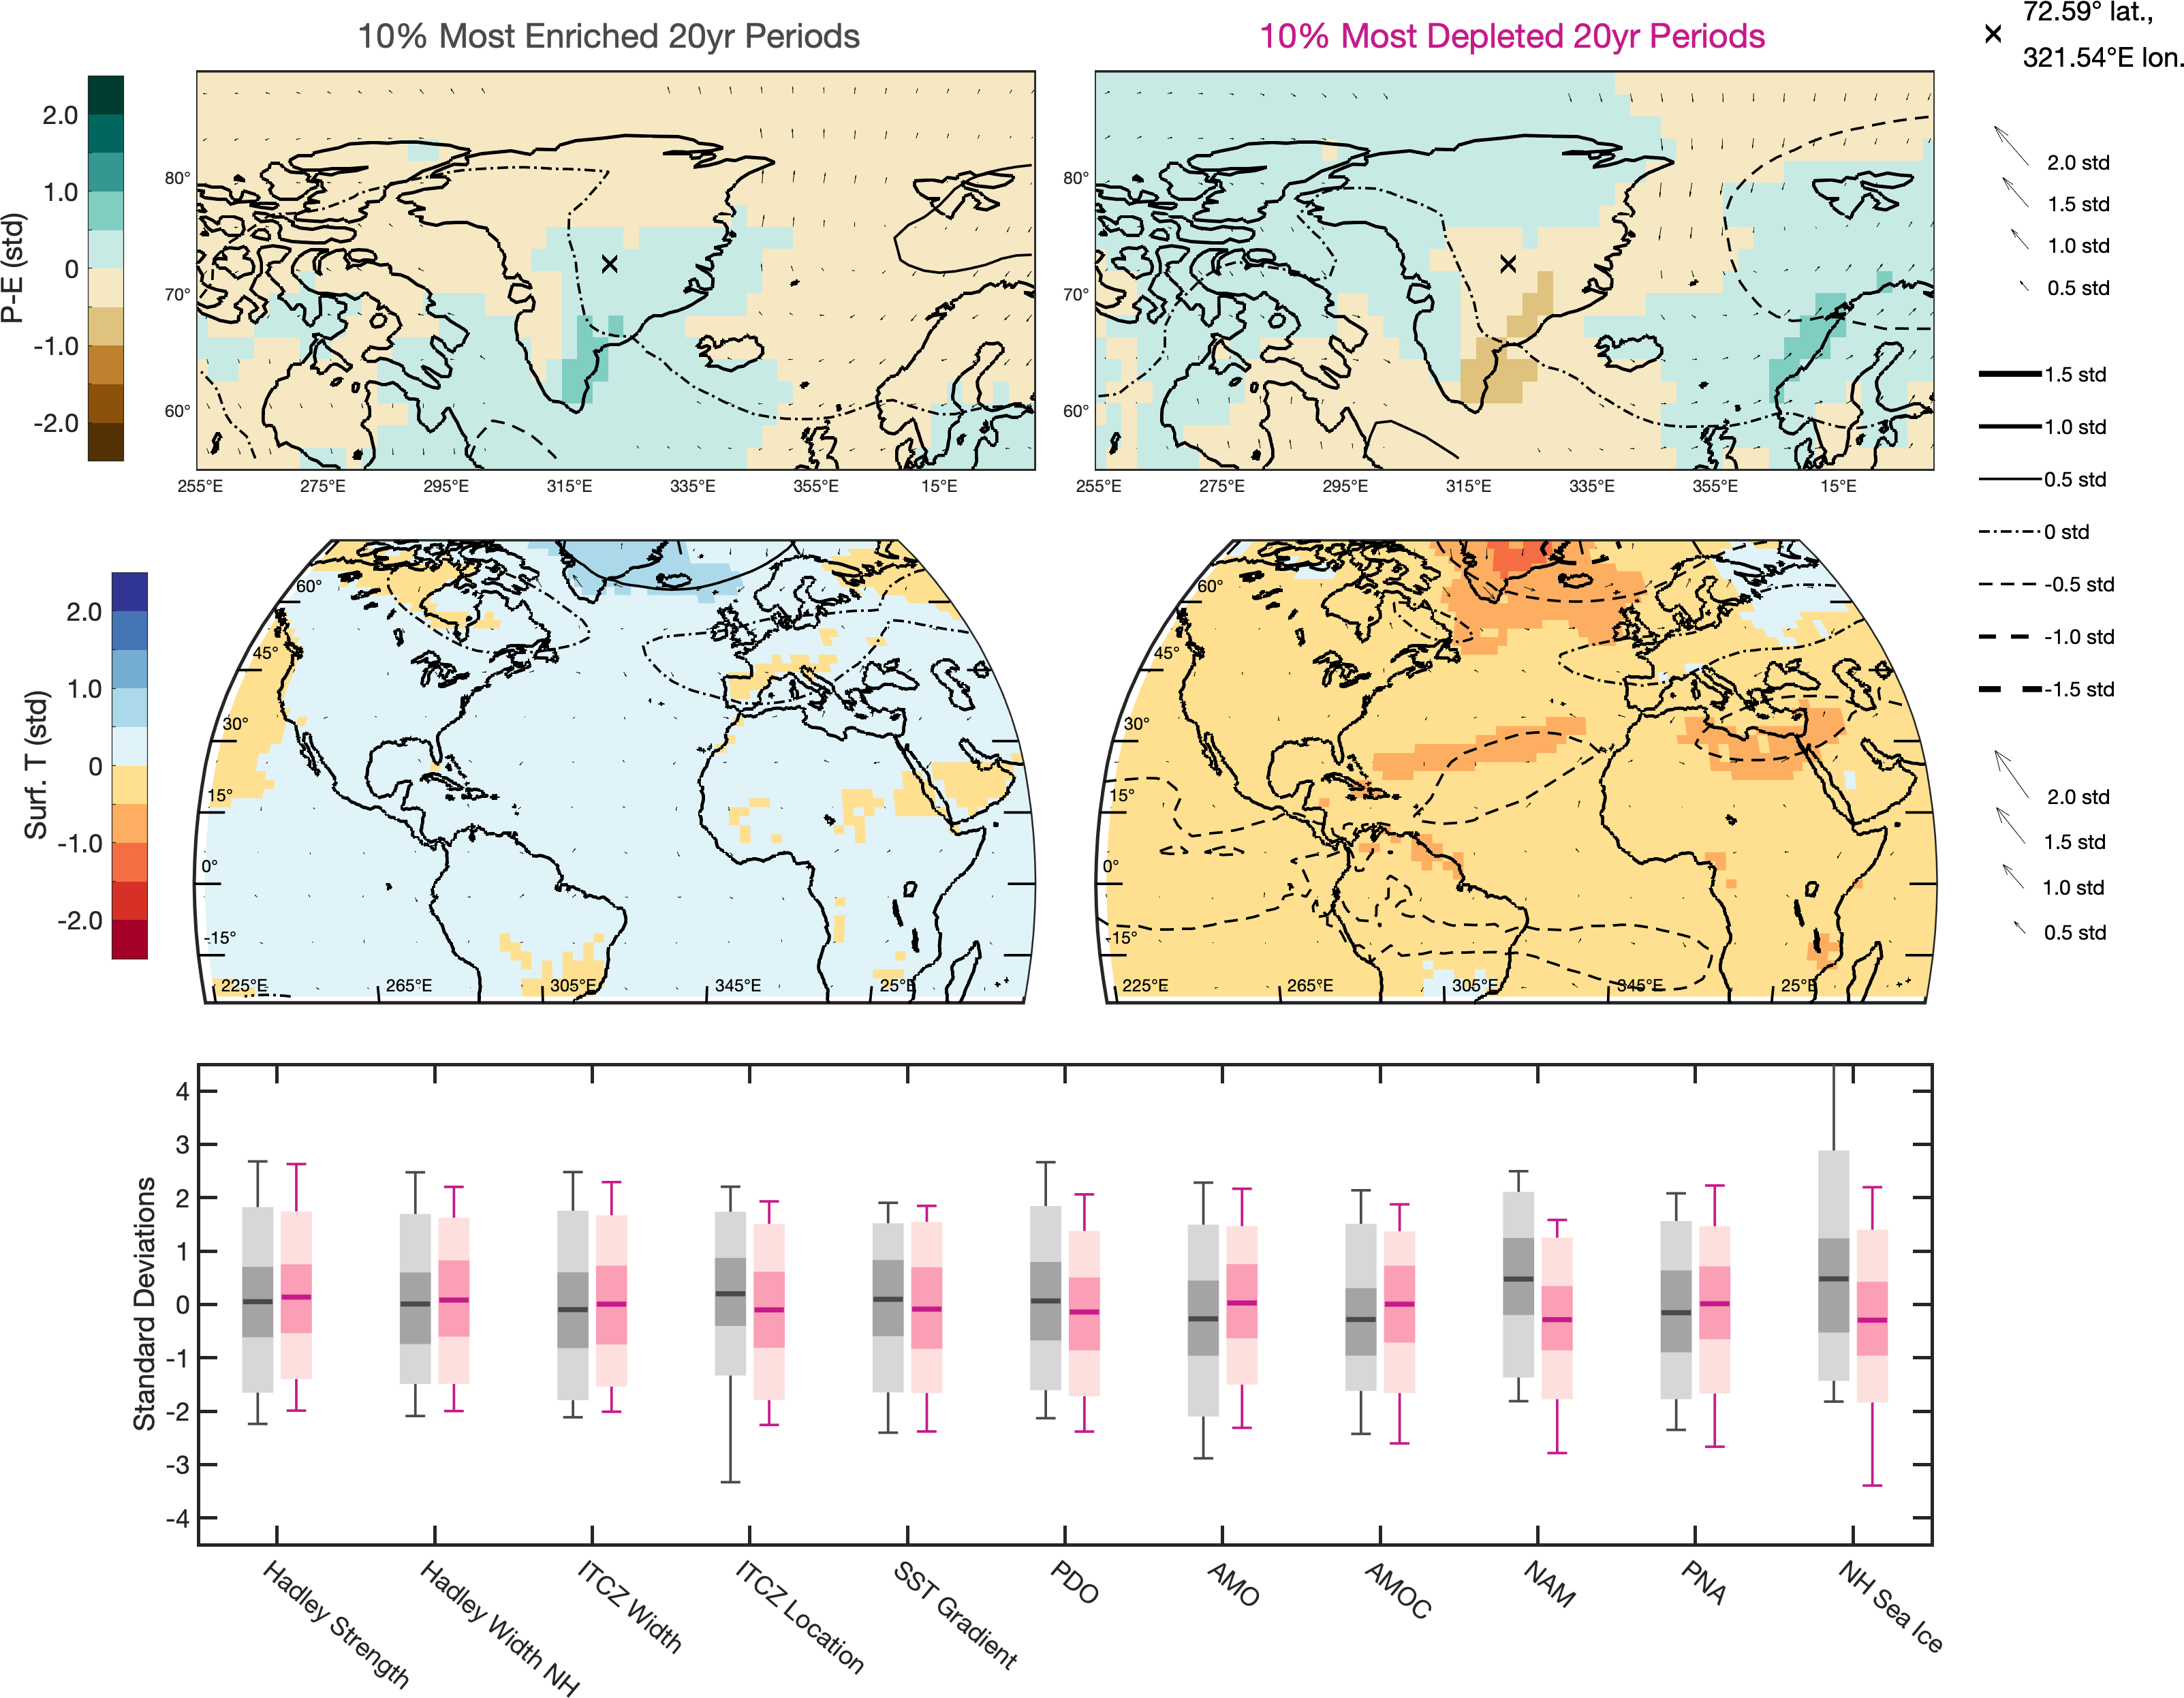 10% Most Enriched 20yr Periods
10% Most Depleted 20yr Periods
72.59° lat.,
321.54°E lon.
P-E (std)
2.0
1.0
0
-1.0
-2.0
80°
70°
60°
255°E 275°E 295°E 315°E 335°E 355°E 15°E
80°
70°
60°
255°E 275°E 295°E 315°E 335°E 355°E 15°E
2.0 std
1.5 std
1.0 std
0.5 std
1.5 std
1.0 std
0.5 std
0 std
-0.5 std
-1.0 std
-1.5 std
Surf. T (std)
2.0
1.0
0
-1.0
-2.0
60°
45°
30°
15°
0°
-15°
225°E 265°E 305°E 345°E 25°E
60°
45°
30°
15°
0°
-15°
225°E 265°E 305°E 345°E 25°E
2.0 std
1.5 std
1.0 std
0.5 std
Standard Deviations
4
3
2
1
0
-1
-2
-3
-4
Hadley Strength
Hadley Width NH
ITCZ Width
ITCZ Location
SST Gradient
PDO
AMO
AMOC
NAM
PNA
NH Sea Ice